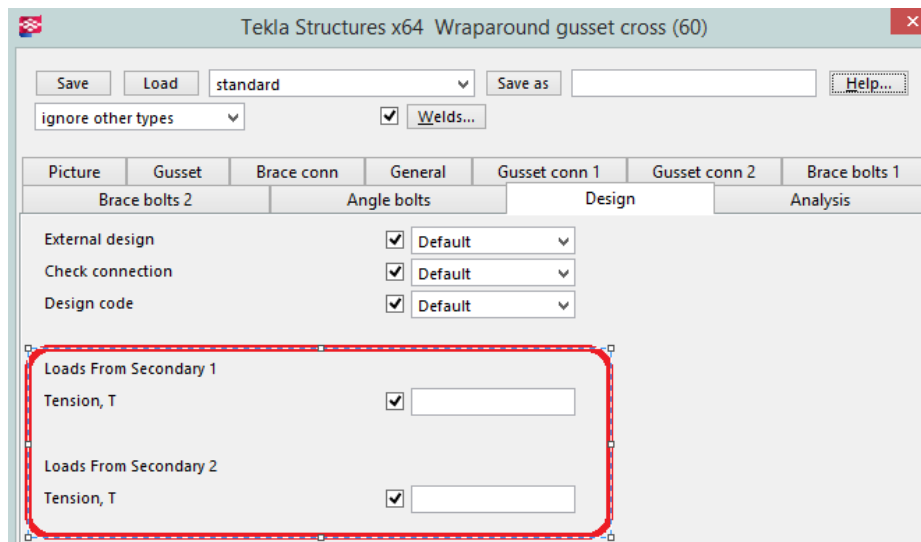 Tekla Structures x64 Wraparound gusset cross (60)
Save Load standard Save as Help...
ignore other types Welds...
Picture Gusset Brace conn General Gusset conn 1 Gusset conn 2 Brace bolts 1
Brace bolts 2 Angle bolts Design Analysis
External design Default
Check connection Default
Design code Default
Loads From Secondary 1
Tension, T
Loads From Secondary 2
Tension, T